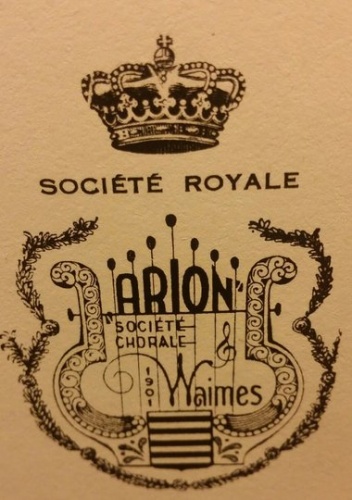 SOCIÉTÉ ROYALE
"ARION"
SOCIÉTÉ
CHORALE
1901
Waimes